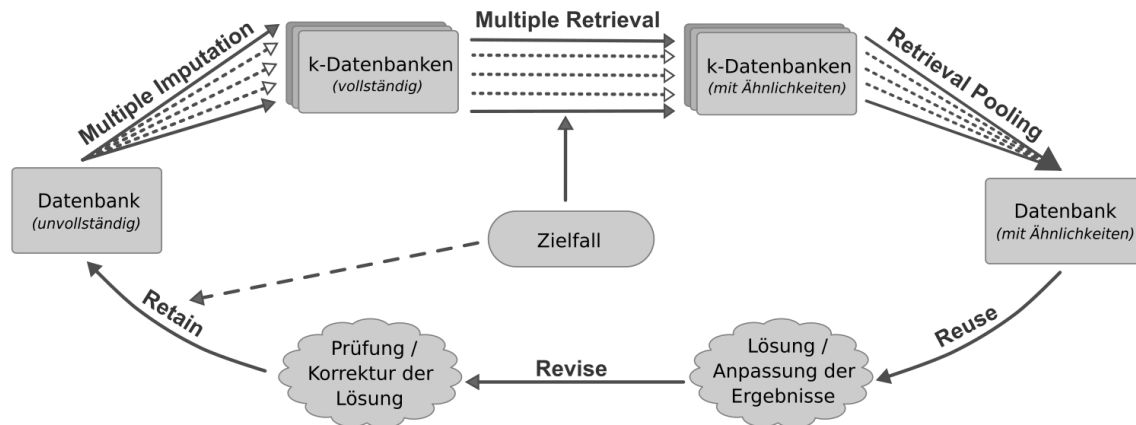 Multiple Imputation
k-Datenbanken
(vollständig)
Multiple Retrieval
k-Datenbanken
(mit Ähnlichkeiten)
Retrieval Pooling
Datenbank
(unvollständig)
Zielfall
Datenbank
(mit Ähnlichkeiten)
Retain
Prüfung /
Korrektur der
Lösung
Revise
Lösung /
Anpassung der
Ergebnisse
Reuse